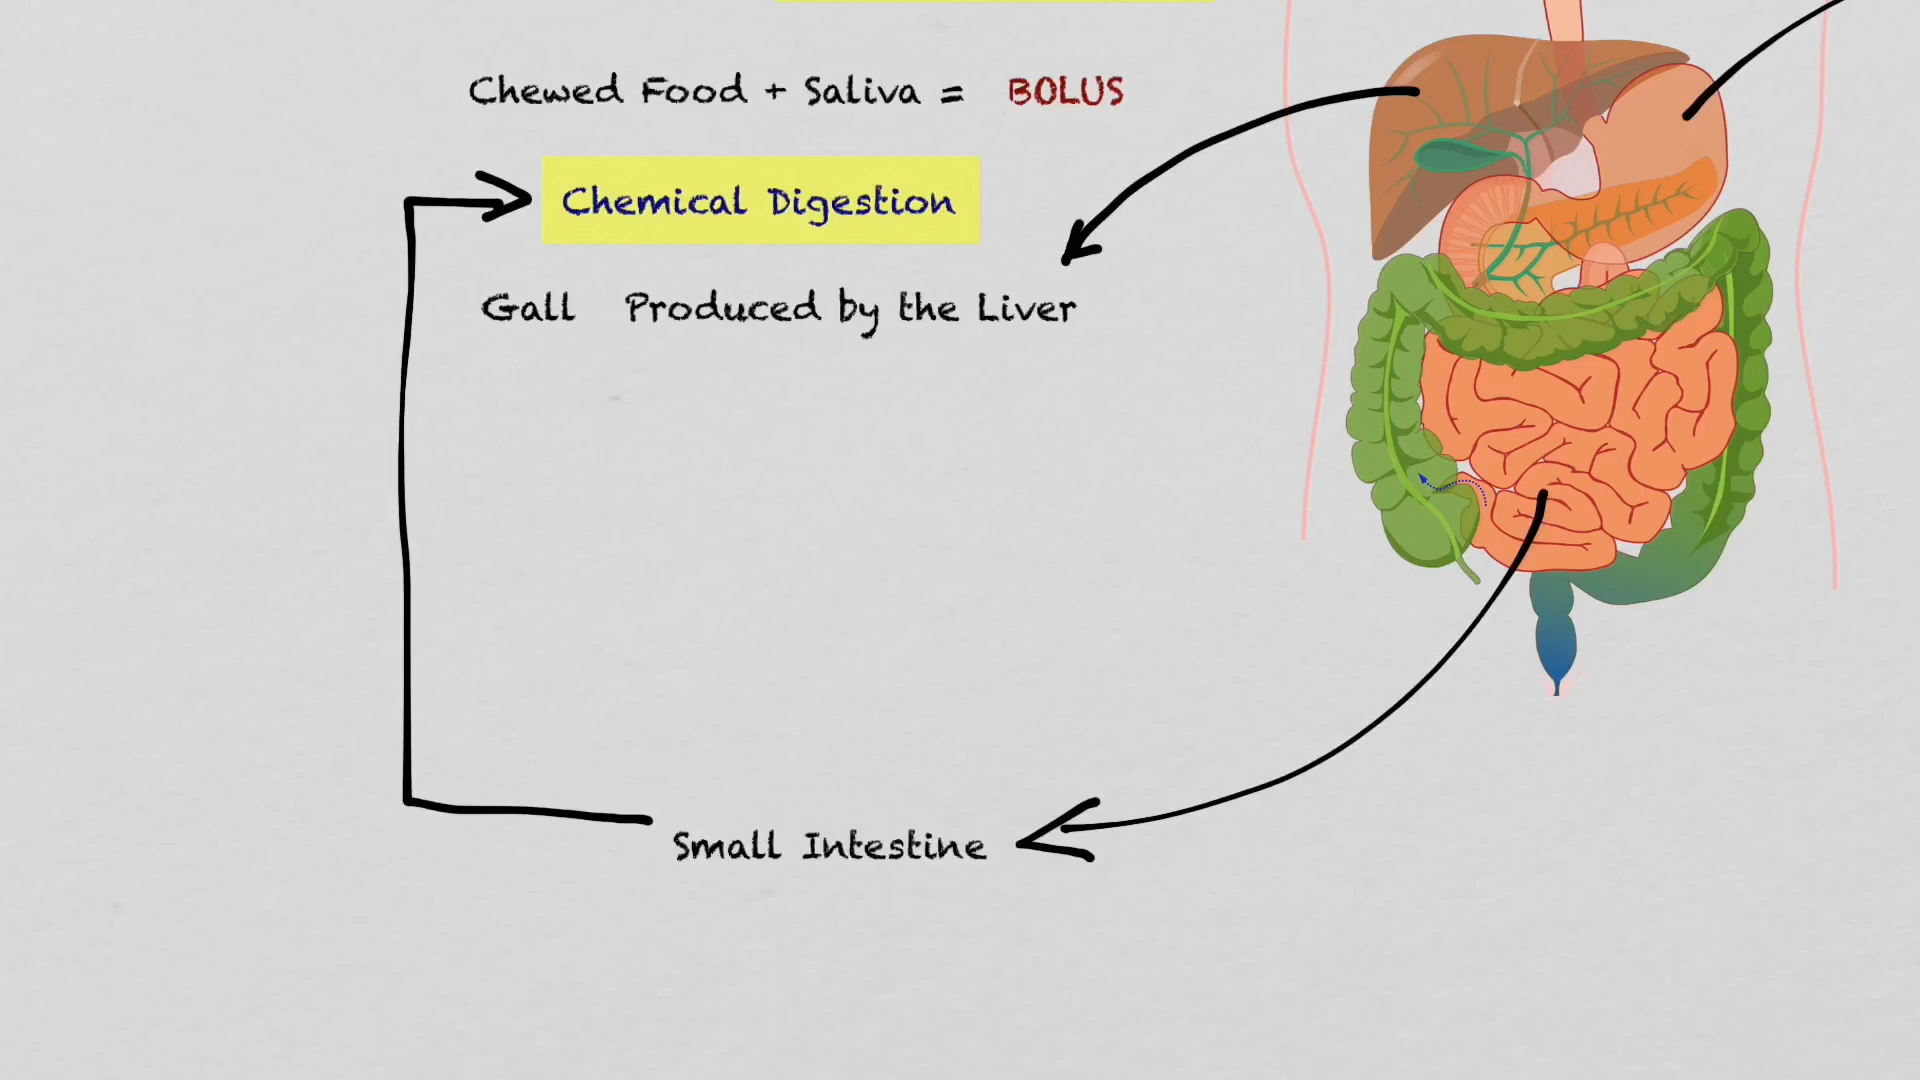 Chewed Food + Saliva = BOLUS
Chemical Digestion
Gall Produced by the Liver
Small Intestine